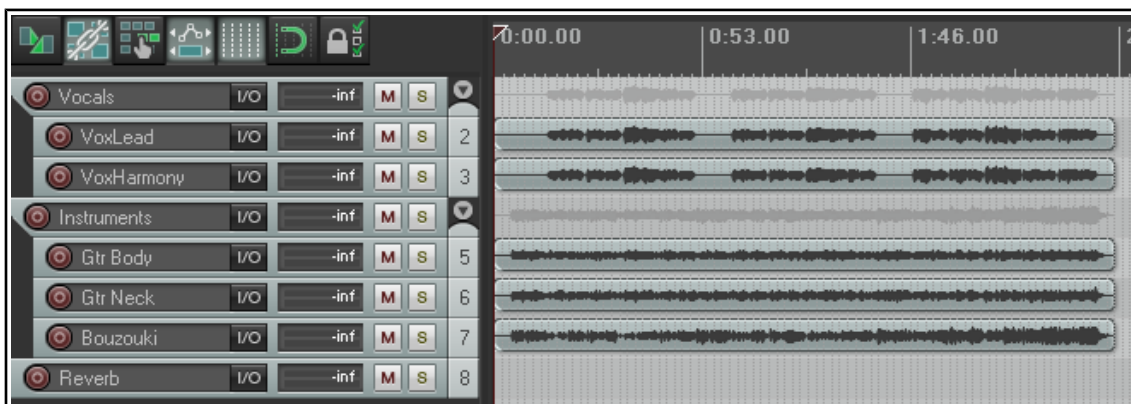 0:00.00 0:53.00 1:46.00
Vocals I/O -inf M S
VoxLead I/O -inf M S 2
VoxHarmony I/O -inf M S 3
Instruments I/O -inf M S
Gtr Body I/O -inf M S 5
Gtr Neck I/O -inf M S 6
Bouzouki I/O -inf M S 7
Reverb I/O -inf M S 8